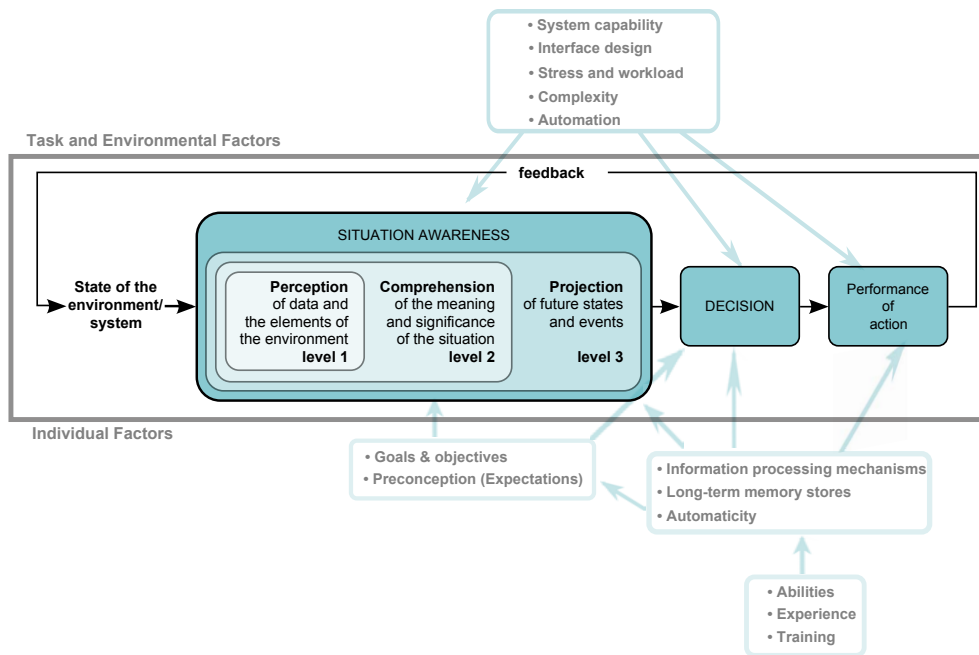 • System capability
• Interface design
• Stress and workload
• Complexity
• Automation
Task and Environmental Factors
feedback
SITUATION AWARENESS
State of the
environment/
system
Perception
of data and
the elements of
the environment
level 1
Comprehension
of the meaning
and significance
of the situation
level 2
Projection
of future states
and events
level 3
DECISION
Performance
of
action
Individual Factors
• Goals & objectives
• Preconception (Expectations)
• Information processing mechanisms
• Long-term memory stores
• Automaticity
• Abilities
• Experience
• Training